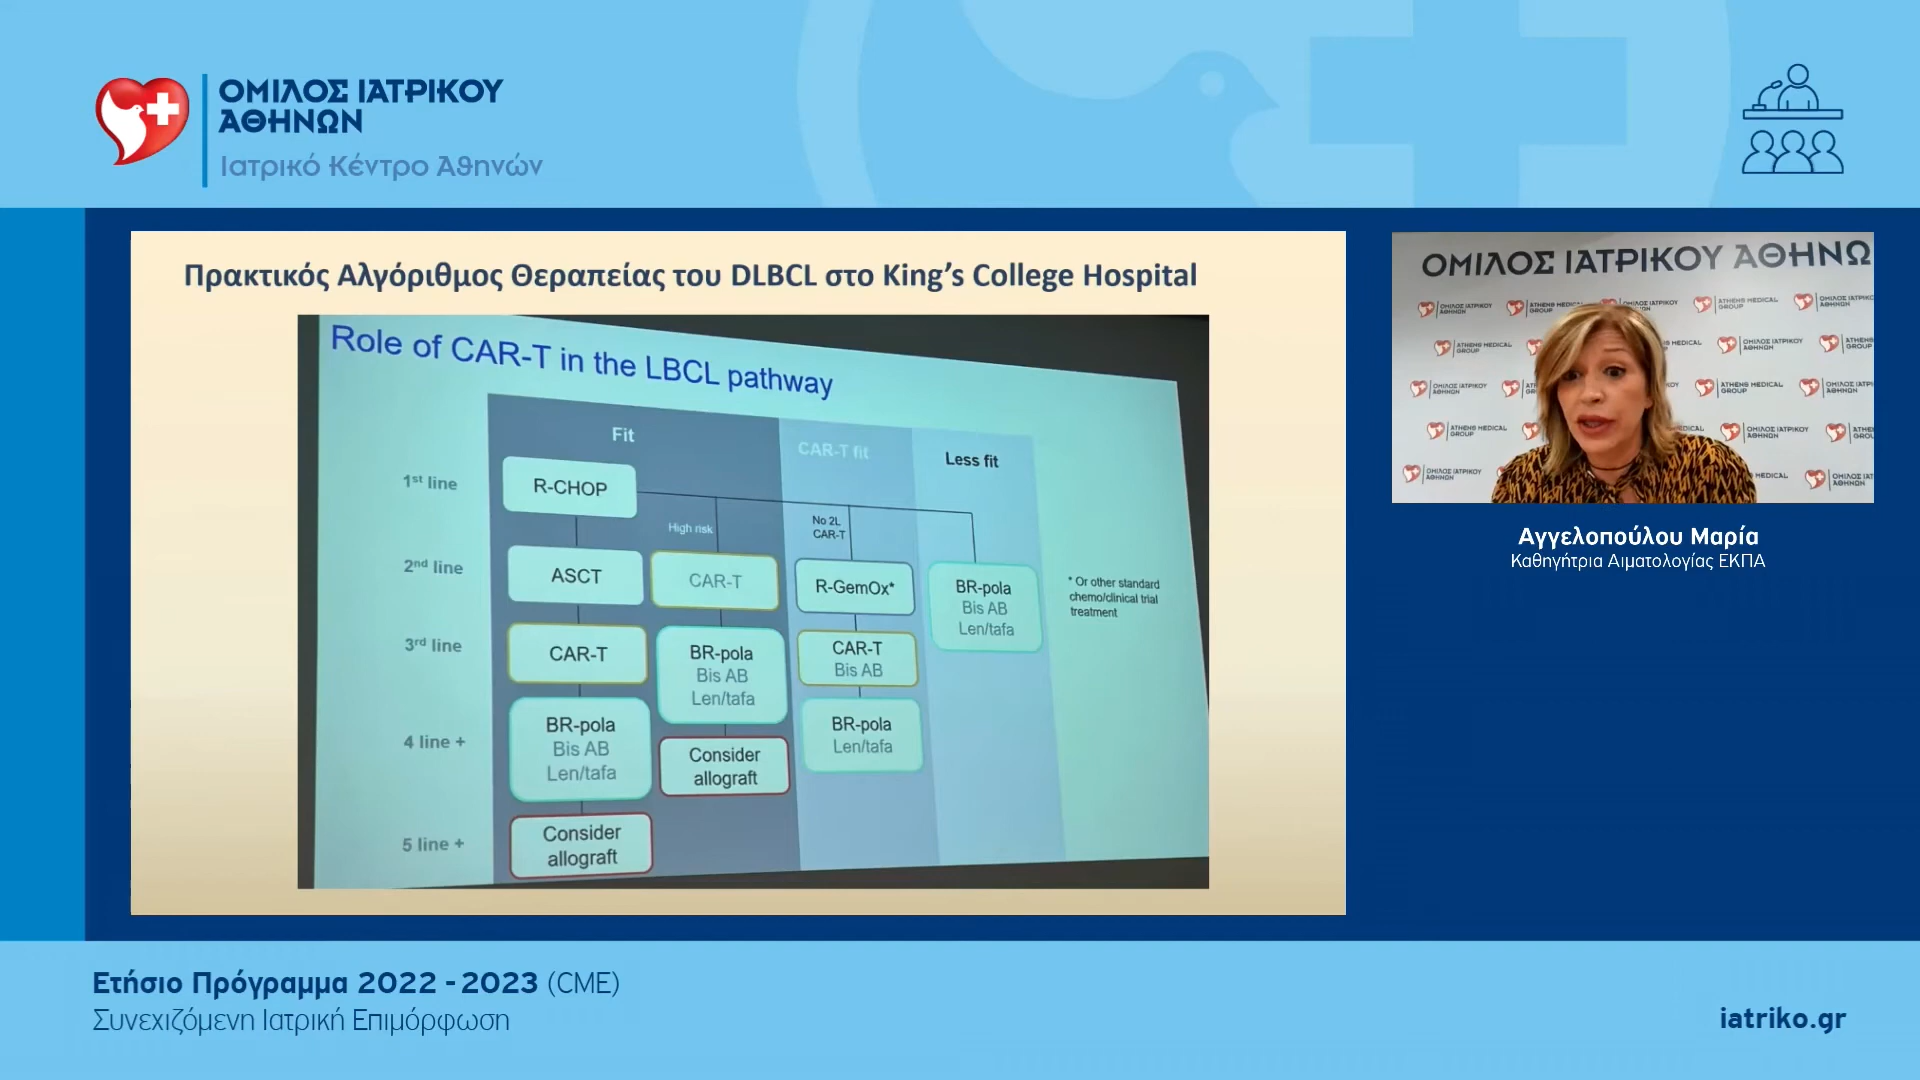 ΟΜΙΛΟΣ ΙΑΤΡΙΚΟΥ
ΑΘΗΝΩΝ
Ιατρικό Κέντρο Αθηνών
Πρακτικός Αλγόριθμος Θεραπείας του DLBCL στο King’s College Hospital
Role of CAR-T in the LBCL pathway
Fit
CAR-T fit
Less fit
1st line
R-CHOP
High risk
No 2L
CAR-T
2nd line
ASCT
CAR-T
R-GemOx*
BR-pola
Bis AB
Len/tafa
* Or other standard
chemo/clinical trial
treatment
3rd line
CAR-T
BR-pola
Bis AB
Len/tafa
CAR-T
Bis AB
4 line +
BR-pola
Bis AB
Len/tafa
Consider
allograft
BR-pola
Len/tafa
5 line +
Consider
allograft
ΟΜΙΛΟΣ ΙΑΤΡΙΚΟΥ ΑΘΗΝΩ
Αγγελοπούλου Μαρία
Καθηγήτρια Αιματολογίας ΕΚΠΑ
Ετήσιο Πρόγραμμα 2022 - 2023 (CME)
Συνεχιζόμενη Ιατρική Επιμόρφωση
iatriko.gr